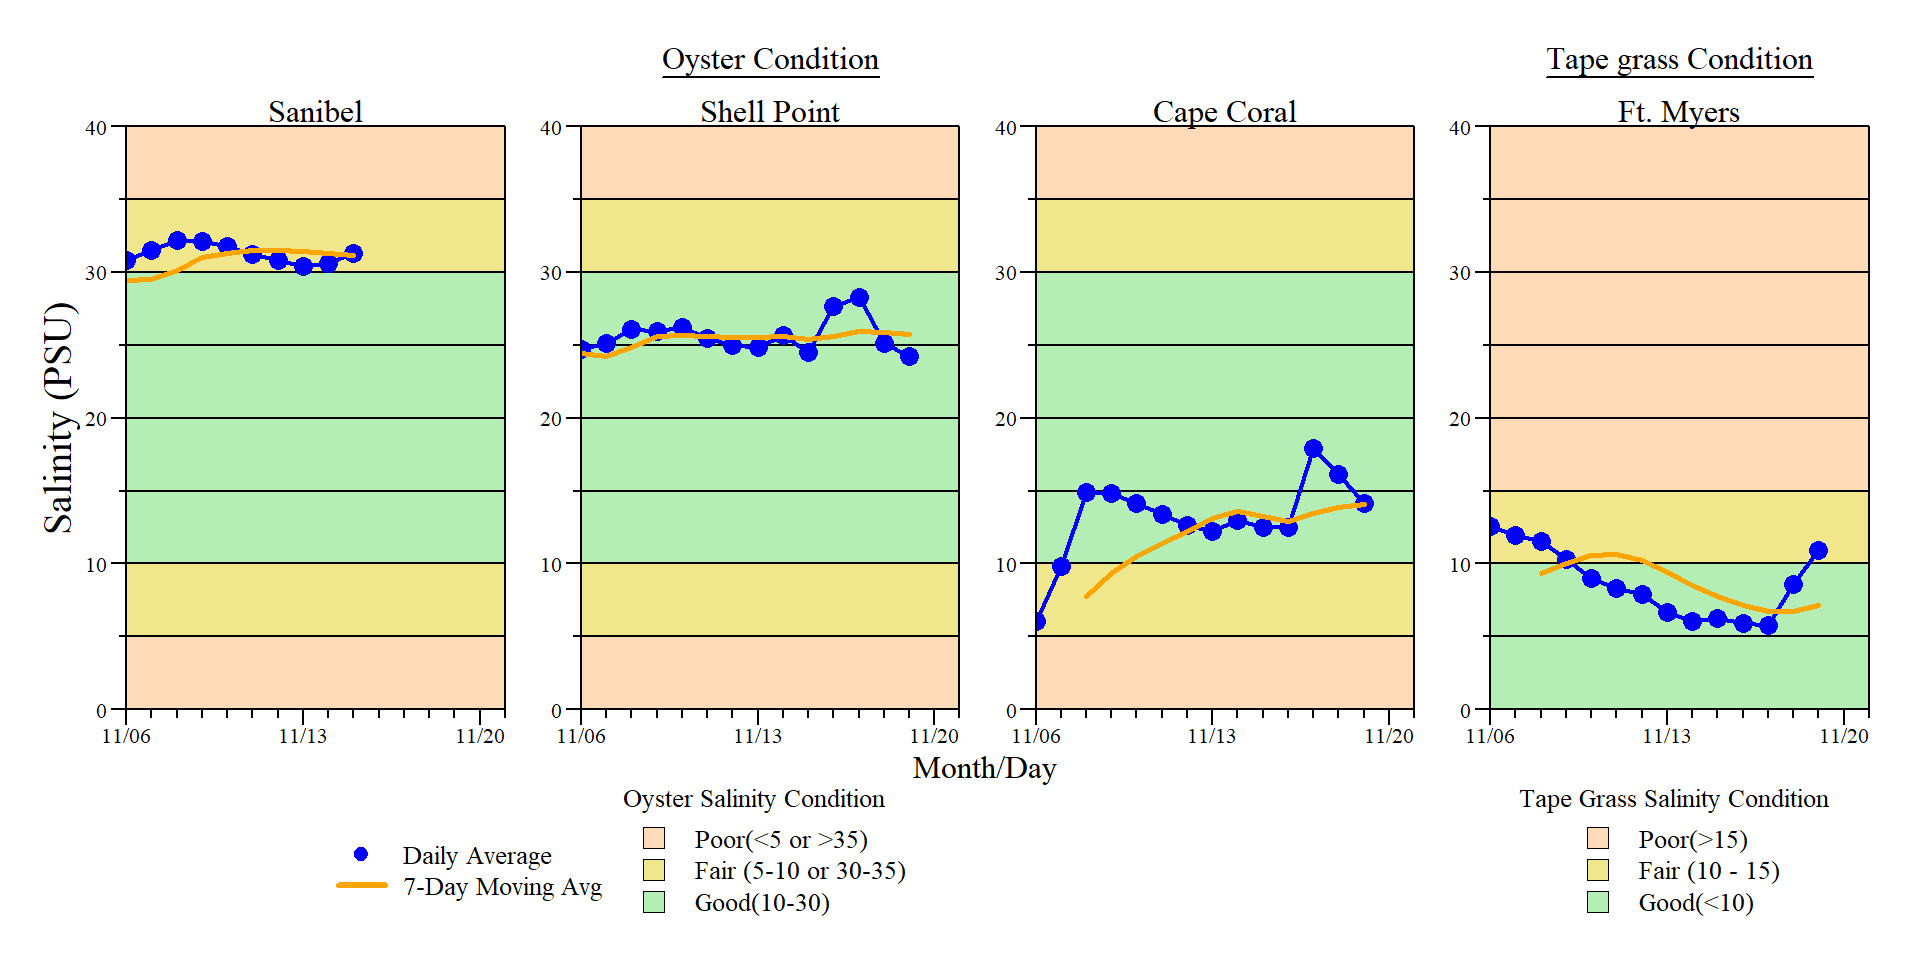 Oyster Condition
Tape grass Condition
Sanibel
Shell Point
Cape Coral
Ft. Myers
Salinity (PSU)
40
30
20
10
0
11/06
11/13
11/20
40
30
20
10
0
11/06
11/13
11/20
40
30
20
10
0
11/06
11/13
11/20
40
30
20
10
0
11/06
11/13
11/20
Month/Day
Daily Average
7-Day Moving Avg
Oyster Salinity Condition
Poor(<5 or >35)
Fair (5-10 or 30-35)
Good(10-30)
Tape Grass Salinity Condition
Poor(>15)
Fair (10 - 15)
Good(<10)